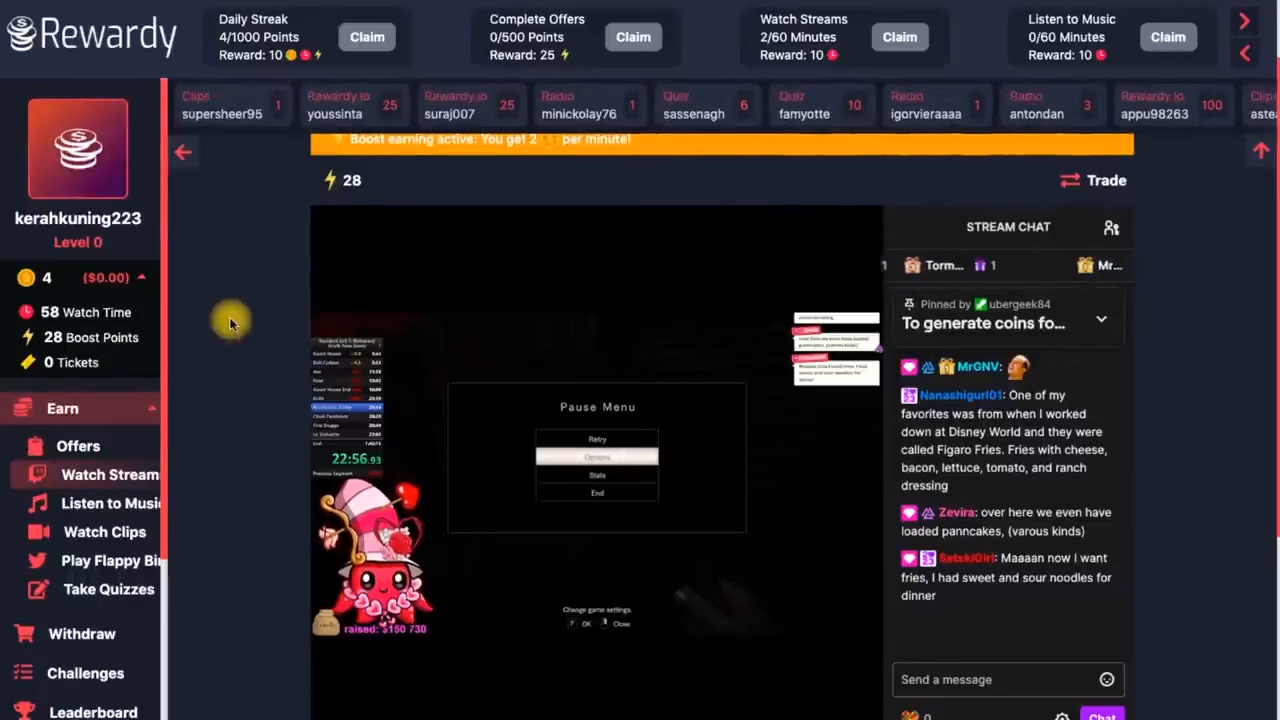 Rewardy
Daily Streak
4/1000 Points
Reward: 10
Claim
Complete Offers
0/500 Points
Reward: 25
Claim
Watch Streams
2/60 Minutes
Reward: 10
Claim
Listen to Music
0/60 Minutes
Reward: 10
Claim
Clips
supersheer95
1
Rewardy.io
youssinta
25
Rewardy.io
suraj007
25
Radio
minickolay76
1
Quiz
sassenagh
6
Quiz
famyotte
10
Radio
igorvieraaaa
1
Radio
antondan
3
Rewardy.io
appu98263
100
Clip
aste
kerahkuning223
Level 0
4 ($0.00)
58 Watch Time
28 Boost Points
0 Tickets
Earn
Offers
Watch Stream
Listen to Musi
Watch Clips
Play Flappy Bi
Take Quizzes
Withdraw
Challenges
Leaderboard
Boost earning active: You get 2 per minute!
28
Trade
22:56.93
raised: $150 730
Pause Menu
Retry
Options
Stats
End
Change game settings.
F OK Close
STREAM CHAT
1 Torm... 1 Mr...
Pinned by ubergeek84
To generate coins fo...
MrGNV:
Nanashigurl01: One of my
favorites was from when I worked
down at Disney World and they were
called Figaro Fries. Fries with cheese,
bacon, lettuce, tomato, and ranch
dressing
Zevira: over here we even have
loaded panncakes, (varous kinds)
SetskiGirl: Maaaan now I want
fries, I had sweet and sour noodles for
dinner
Send a message
0
Chat